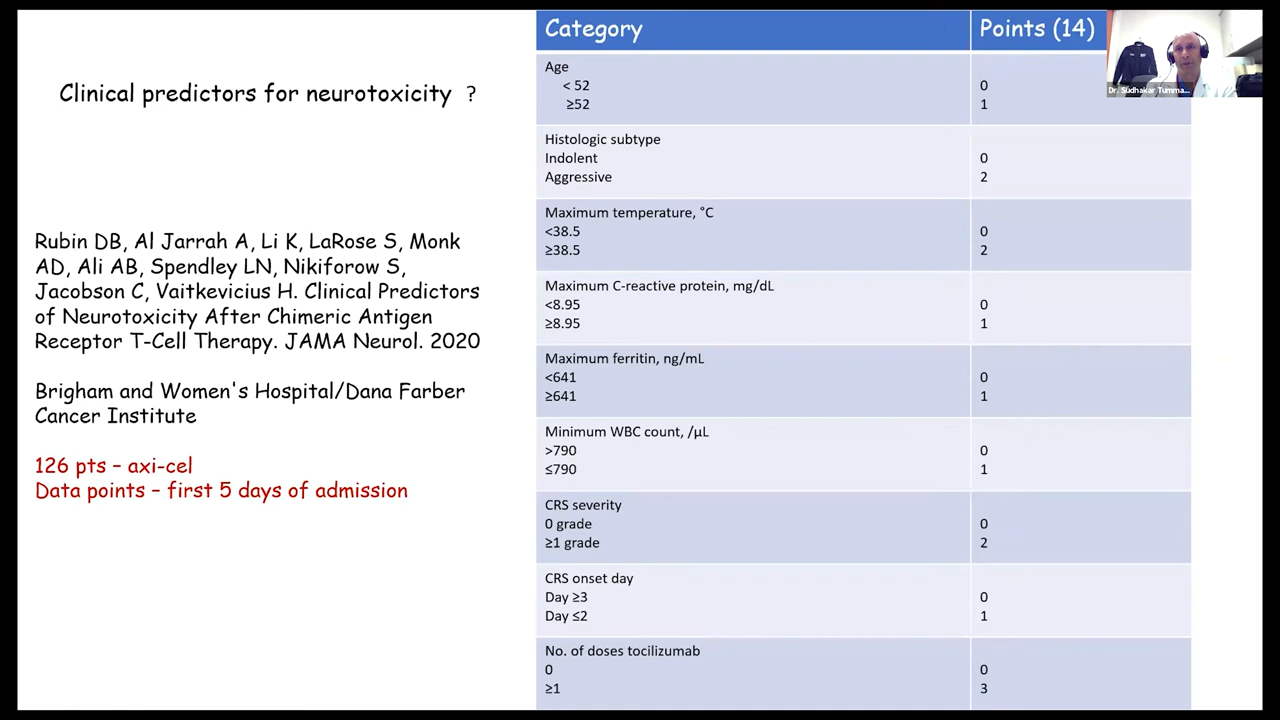 Clinical predictors for neurotoxicity ?
Rubin DB, Al Jarrah A, Li K, LaRose S, Monk
AD, Ali AB, Spendley LN, Nikiforow S,
Jacobson C, Vaitkevicius H. Clinical Predictors
of Neurotoxicity After Chimeric Antigen
Receptor T-Cell Therapy. JAMA Neurol. 2020
Brigham and Women's Hospital/Dana Farber
Cancer Institute
126 pts – axi-cel
Data points – first 5 days of admission
Category Points (14)
Age
< 52 0
≥52 1
Histologic subtype
Indolent 0
Aggressive 2
Maximum temperature, °C
<38.5 0
≥38.5 2
Maximum C-reactive protein, mg/dL
<8.95 0
≥8.95 1
Maximum ferritin, ng/mL
<641 0
≥641 1
Minimum WBC count, /µL
>790 0
≤790 1
CRS severity
0 grade 0
≥1 grade 2
CRS onset day
Day ≥3 0
Day ≤2 1
No. of doses tocilizumab
0 0
≥1 3
Dr. Sudhakar Tumma...